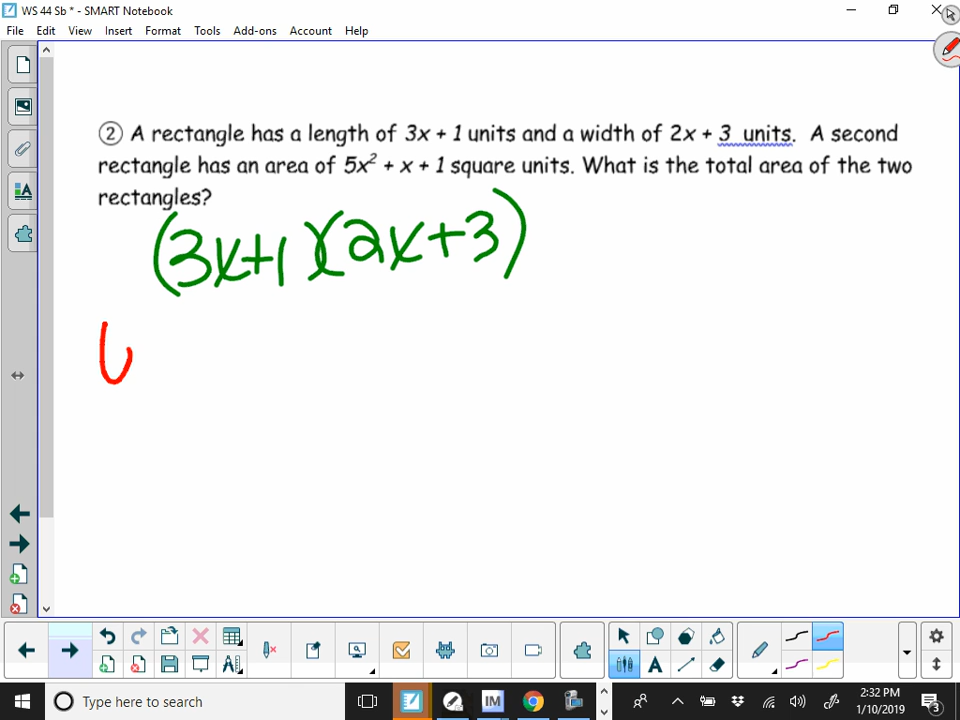 WS 44 Sb * - SMART Notebook
File Edit View Insert Format Tools Add-ons Account Help
② A rectangle has a length of 3x + 1 units and a width of 2x + 3 units. A second
rectangle has an area of 5x² + x + 1 square units. What is the total area of the two
rectangles?
(3x+1)(2x+3)
A
A
Type here to search
IM
2:32 PM
1/10/2019
3